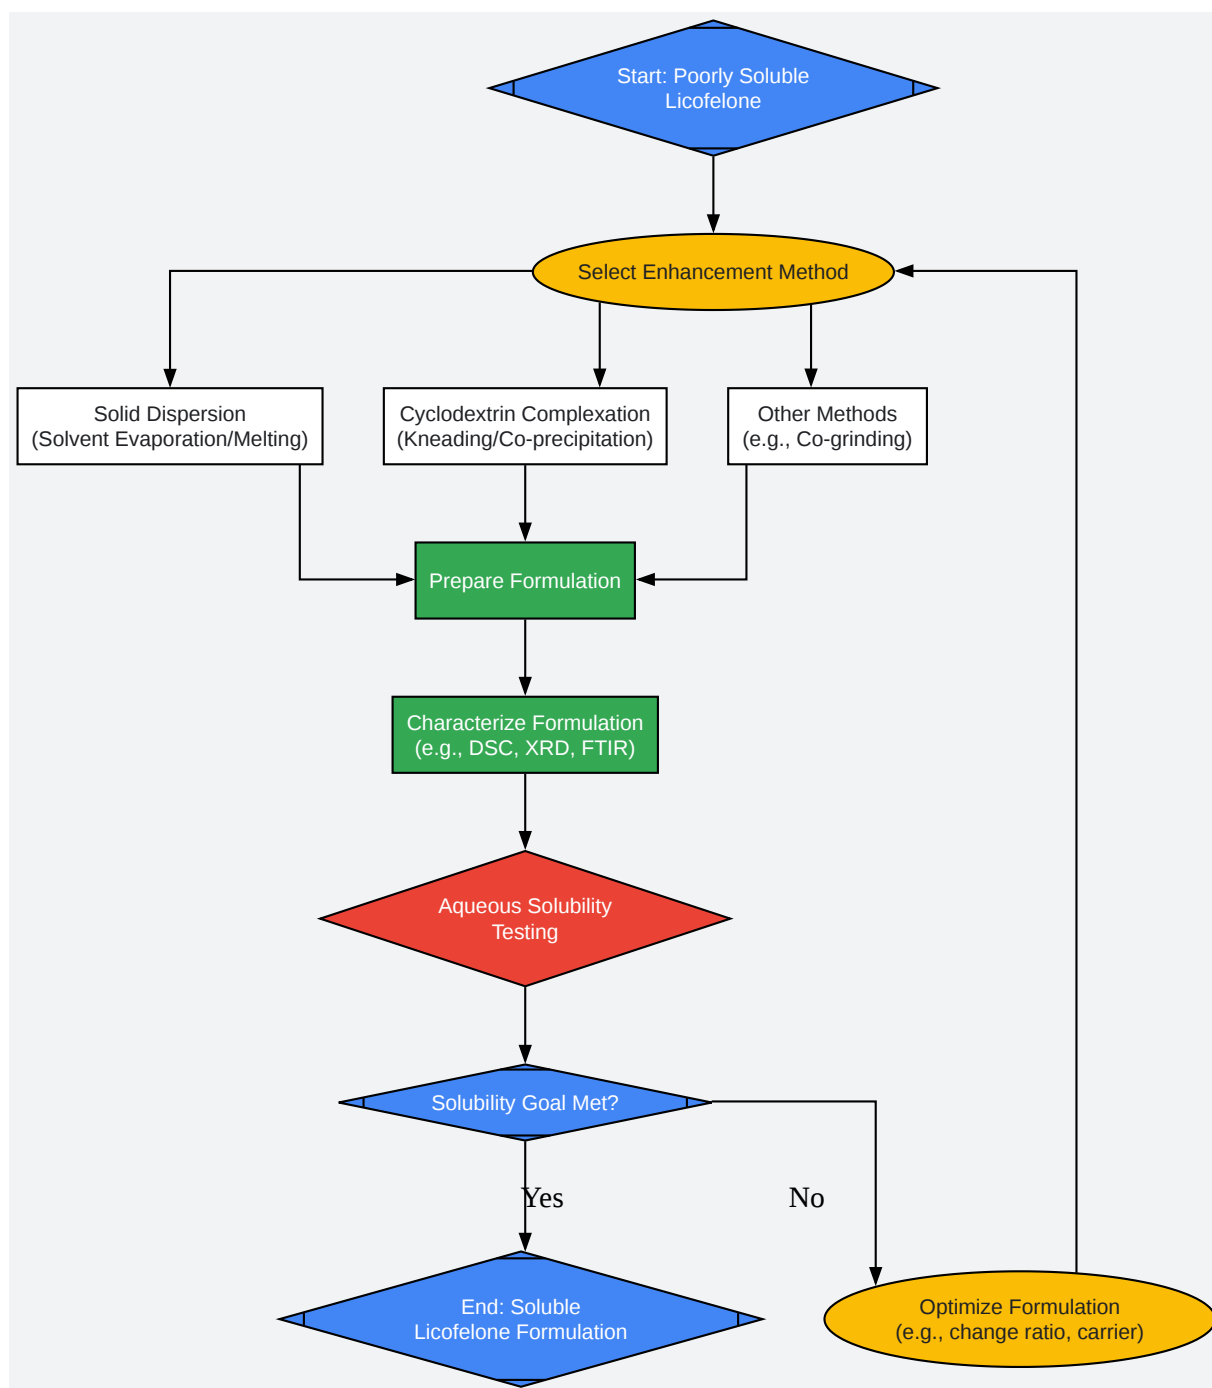 Start: Poorly Soluble
Licofelone
Select Enhancement Method
Solid Dispersion
(Solvent Evaporation/Melting)
Cyclodextrin Complexation
(Kneading/Co-precipitation)
Other Methods
(e.g., Co-grinding)
Prepare Formulation
Characterize Formulation
(e.g., DSC, XRD, FTIR)
Aqueous Solubility
Testing
Solubility Goal Met?
Yes
No
End: Soluble
Licofelone Formulation
Optimize Formulation
(e.g., change ratio, carrier)